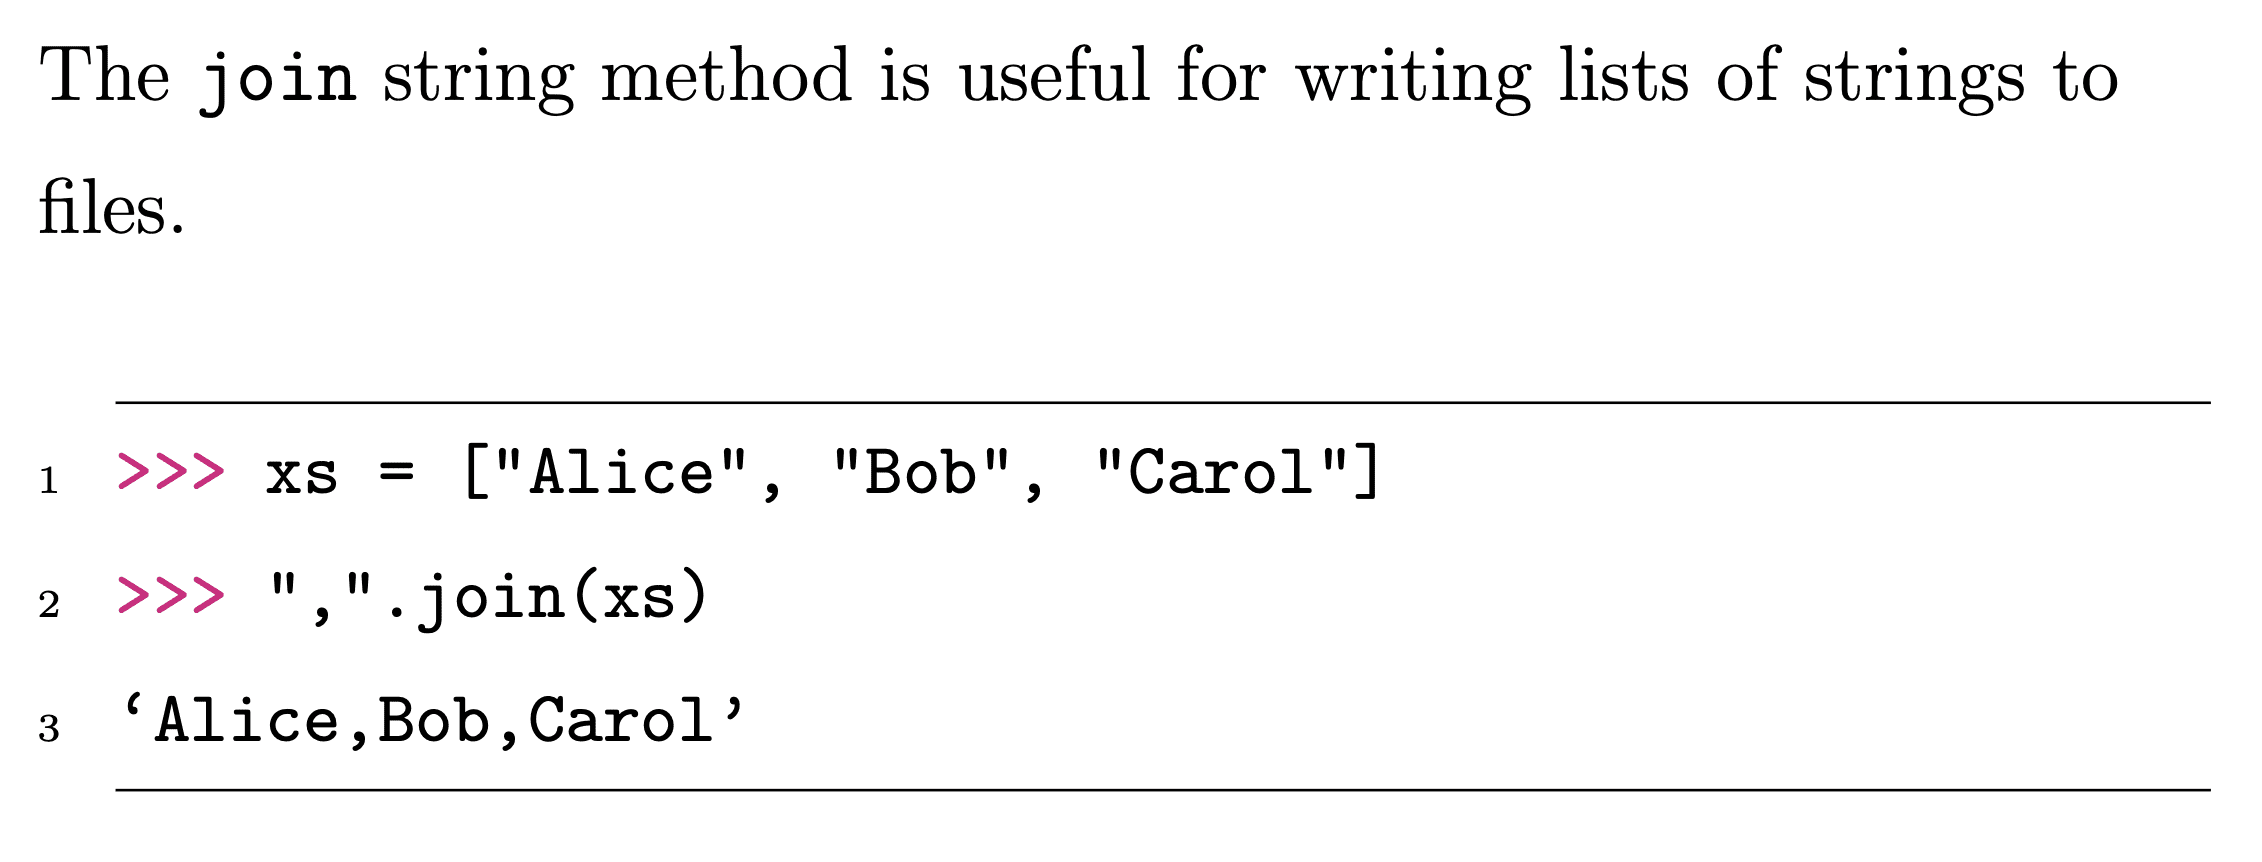 The join string method is useful for writing lists of strings to
files.
1 >>> xs = ["Alice", "Bob", "Carol"]
2 >>> ",".join(xs)
3 ‘Alice,Bob,Carol’